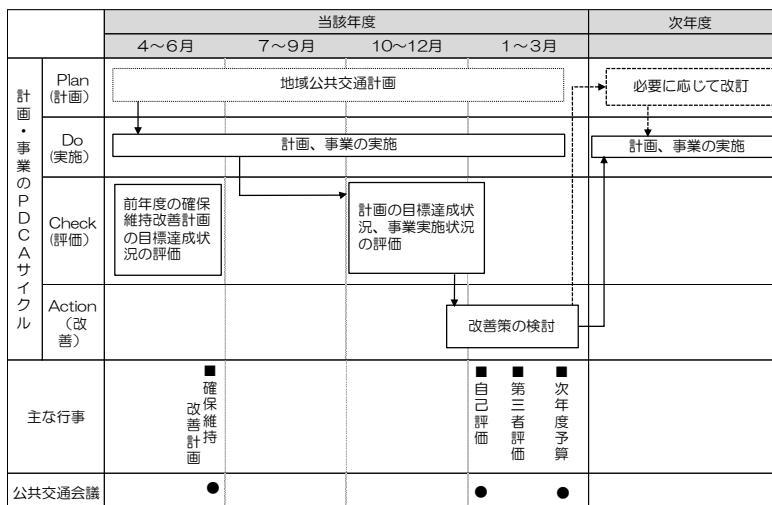 当該年度
次年度
4～6月
7～9月
10～12月
1～3月
計画・事業のPDCAサイクル
Plan
(計画)
地域公共交通計画
必要に応じて改訂
Do
(実施)
計画、事業の実施
計画、事業の実施
Check
(評価)
前年度の確保
維持改善計画
の目標達成状
況の評価
計画の目標達成状
況、事業実施状況
の評価
Action
（改
善）
改善策の検討
主な行事
■確保維持
改善計画
■自己評価
■第三者評価
■次年度予算
公共交通会議
●
●
●